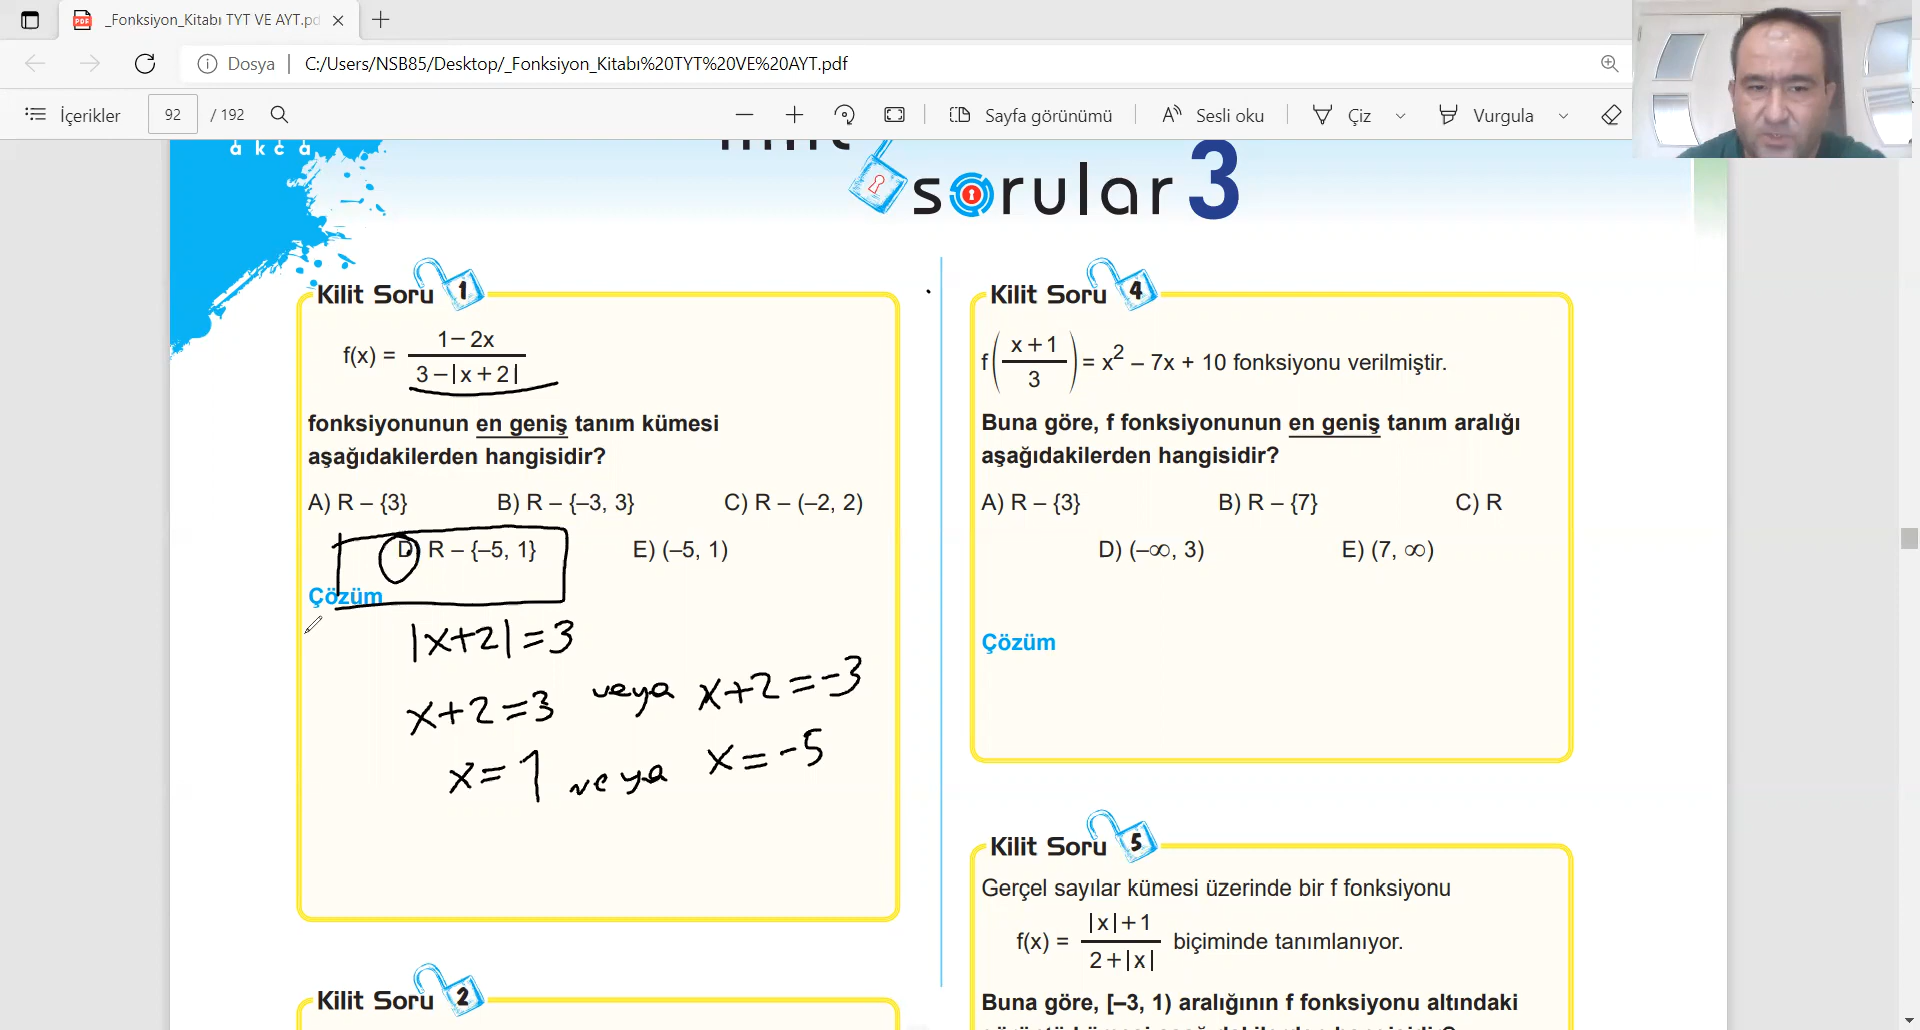 _Fonksiyon_Kitabı TYT VE AYT.pd
Dosya
C:/Users/NSB85/Desktop/_Fonksiyon_Kitabı%20TYT%20VE%20AYT.pdf
İçerikler
92
/ 192
Sayfa görünümü
Sesli oku
Çiz
Vurgula
akca
sorular 3
Kilit Soru 1
f(x) = 1 – 2x / 3 – |x + 2|
fonksiyonunun en geniş tanım kümesi
aşağıdakilerden hangisidir?
A) R – {3} B) R – {–3, 3} C) R – (–2, 2)
D) R – {–5, 1} E) (–5, 1)
Çözüm
|x+2|=3
x+2=3 veya x+2=-3
x=1 veya x=-5
Kilit Soru 2
Kilit Soru 4
f((x + 1)/3) = x² – 7x + 10 fonksiyonu verilmiştir.
Buna göre, f fonksiyonunun en geniş tanım aralığı
aşağıdakilerden hangisidir?
A) R – {3} B) R – {7} C) R
D) (–∞, 3) E) (7, ∞)
Çözüm
Kilit Soru 5
Gerçel sayılar kümesi üzerinde bir f fonksiyonu
f(x) = |x| + 1 / 2 + |x| biçiminde tanımlanıyor.
Buna göre, [–3, 1) aralığının f fonksiyonu altındaki